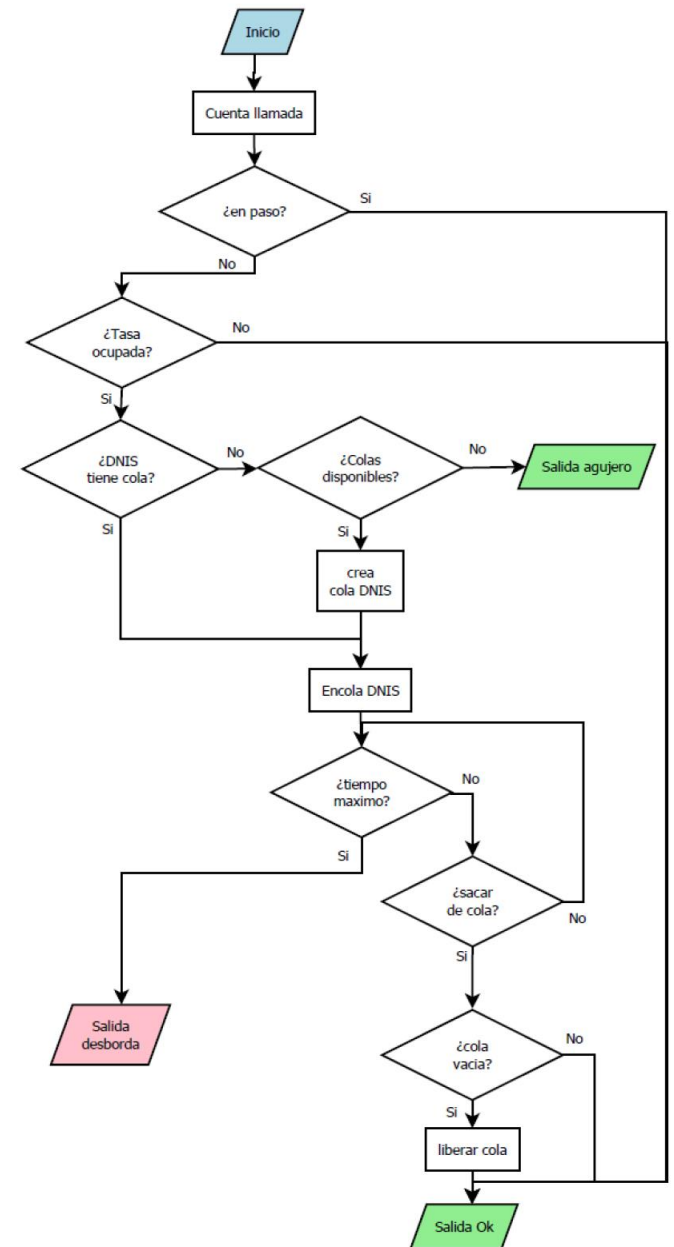 Inicio
Cuenta llamada
¿en paso?
Si
No
¿Tasa
ocupada?
No
Si
¿DNIS
tiene cola?
No
¿Colas
disponibles?
No
Salida agujero
Si
Si
crea
cola DNIS
Encola DNIS
¿tiempo
maximo?
No
Si
¿sacar
de cola?
No
Si
Salida
desborda
¿cola
vacia?
No
Si
liberar cola
Salida Ok